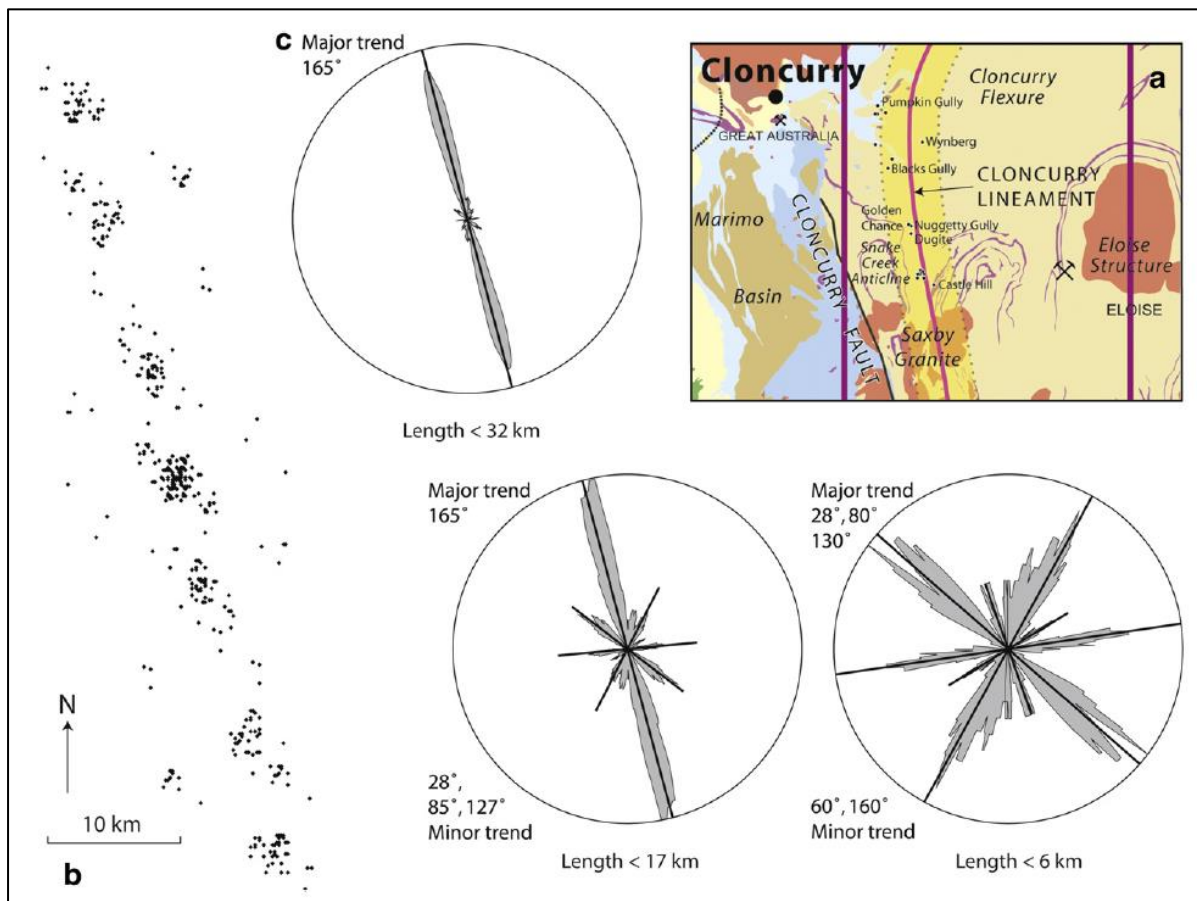 c Major trend
165˚
Length < 32 km
Cloncurry
a
Cloncurry
Flexure
Pumpkin Gully
GREAT AUSTRALIA
Wynberg
Blacks Gully
CLONCURRY
LINEAMENT
Marimo
Basin
CLONCURRY FAULT
Golden
Chance
Nuggetty Gully
Dugite
Snake
Creek
Anticline
Castle Hill
Eloise
Structure
ELOISE
Saxby
Granite
N
10 km
b
Major trend
165˚
28˚,
85˚, 127˚
Minor trend
Length < 17 km
Major trend
28˚, 80˚
130˚
60˚, 160˚
Minor trend
Length < 6 km